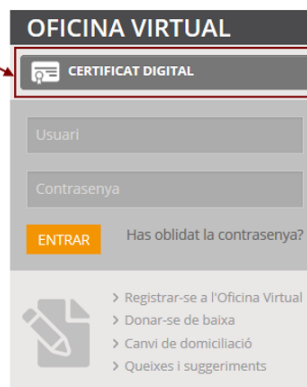 OFICINA VIRTUAL
CERTIFICAT DIGITAL
Usuari
Contrasenya
ENTRAR Has oblidat la contrasenya?
> Registrar-se a l'Oficina Virtual
> Donar-se de baixa
> Canvi de domiciliació
> Queixes i suggeriments